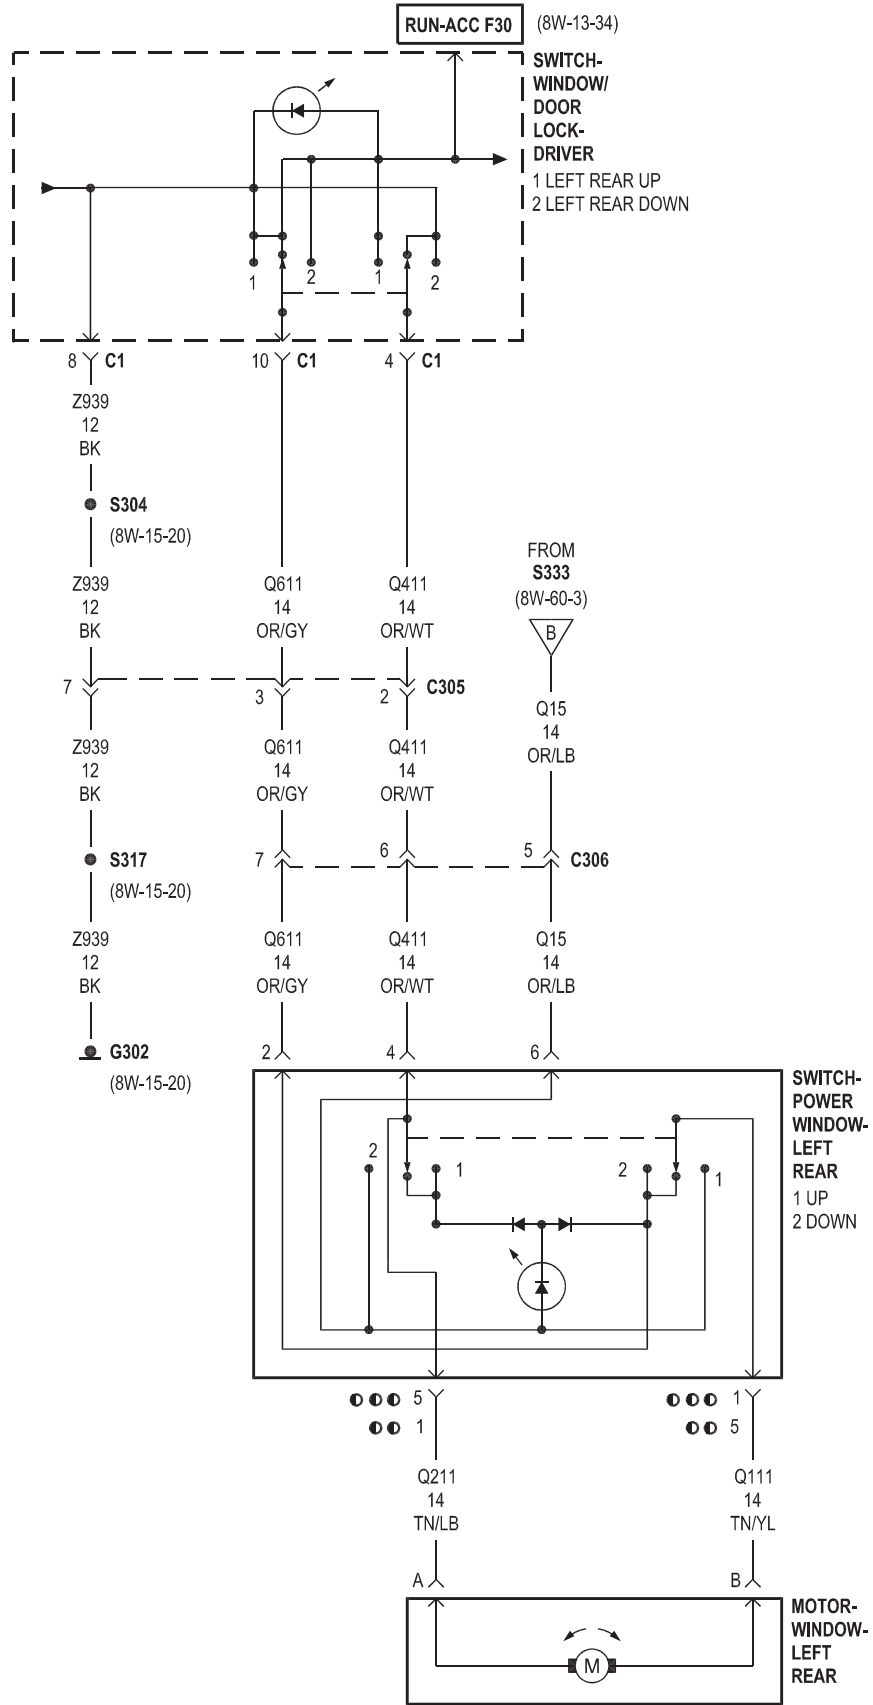 RUN-ACC F30 (8W-13-34)
SWITCH-
WINDOW/
DOOR
LOCK-
DRIVER
1 LEFT REAR UP
2 LEFT REAR DOWN
1 2 1 2
8 C1 10 C1 4 C1
Z939
12
BK
S304
(8W-15-20)
FROM
S333
(8W-60-3)
B
Z939 Q611 Q411
12 14 14
BK OR/GY OR/WT
7 3 2 C305
Q15
14
OR/LB
Z939 Q611 Q411
12 14 14
BK OR/GY OR/WT
S317
(8W-15-20)
7 6 5 C306
Z939 Q611 Q411 Q15
12 14 14 14
BK OR/GY OR/WT OR/LB
G302
(8W-15-20)
2 4 6
SWITCH-
POWER
WINDOW-
LEFT
REAR
1 UP
2 DOWN
2 1 2 1
5 1
1 5
Q211 Q111
14 14
TN/LB TN/YL
A B
MOTOR-
WINDOW-
LEFT
REAR
M